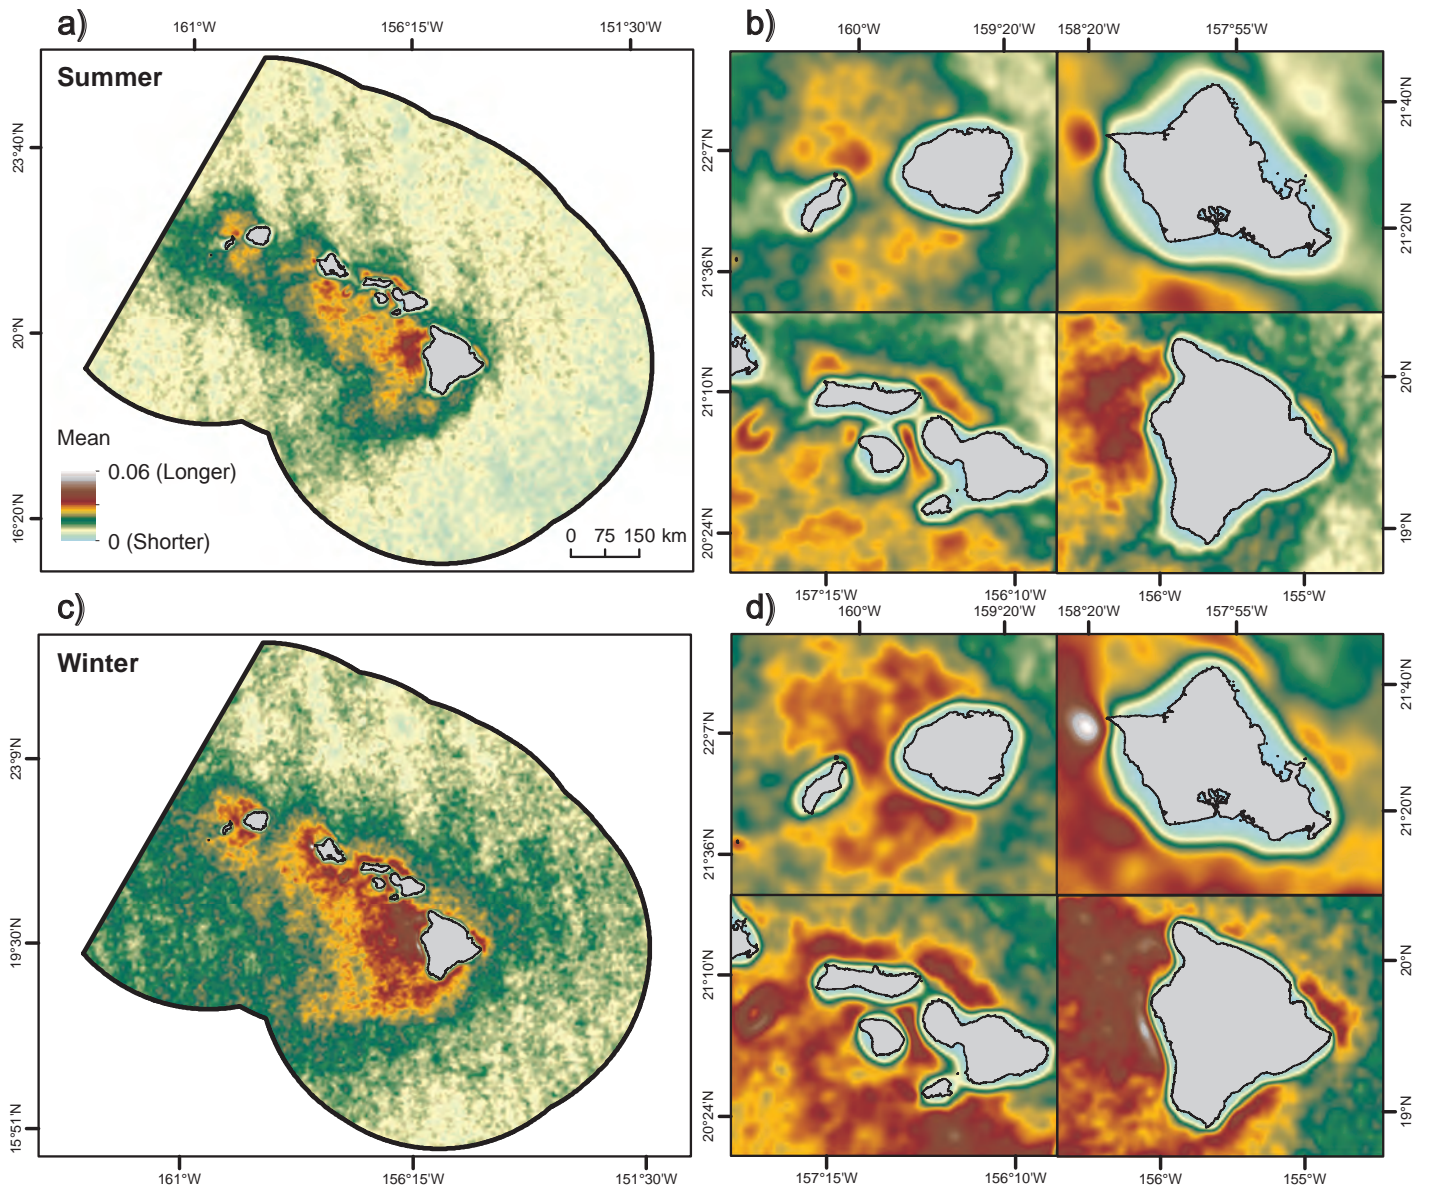 a)
161°W
156°15'W
151°30'W
Summer
23°40'N
20°N
16°20'N
Mean
0.06 (Longer)
0 (Shorter)
0 75 150 km
b)
160°W
159°20'W
158°20'W
157°55'W
22°7'N
21°36'N
21°40'N
21°20'N
21°10'N
20°24'N
20°N
19°N
157°15'W
156°10'W
156°W
155°W
c)
Winter
23°9'N
19°30'N
15°51'N
161°W
156°15'W
151°30'W
d)
160°W
159°20'W
158°20'W
157°55'W
22°7'N
21°36'N
21°40'N
21°20'N
21°10'N
20°24'N
20°N
19°N
157°15'W
156°10'W
156°W
155°W